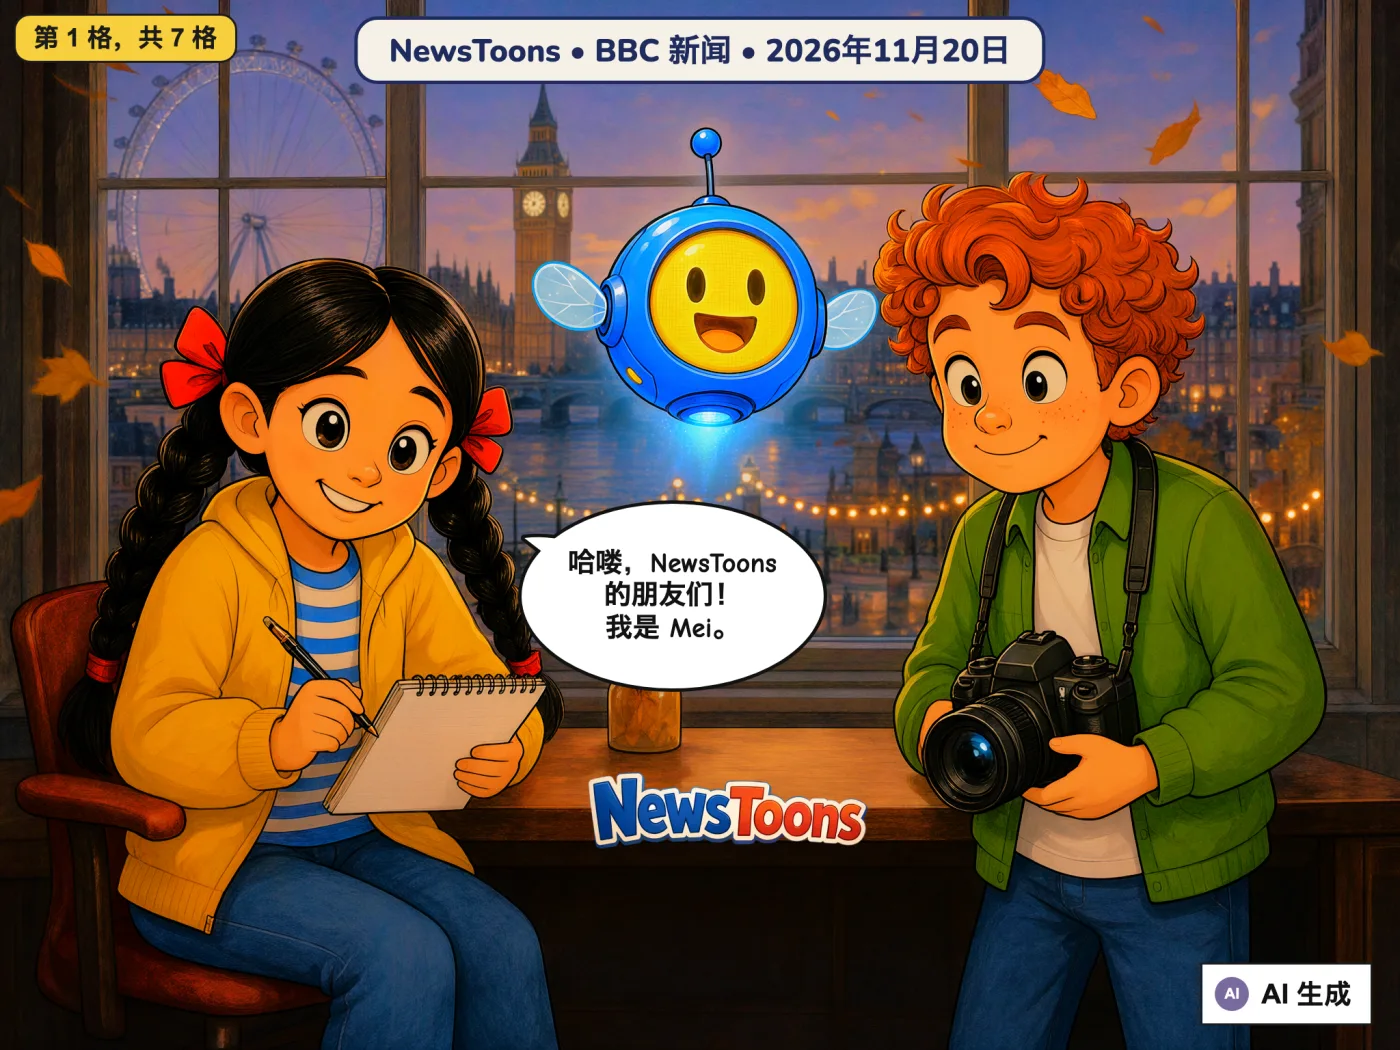 第 1 格，共 7 格
NewsToons • BBC 新闻 • 2026年11月20日
哈喽，NewsToons
的朋友们！
我是 Mei。
NewsToons
AI AI 生成